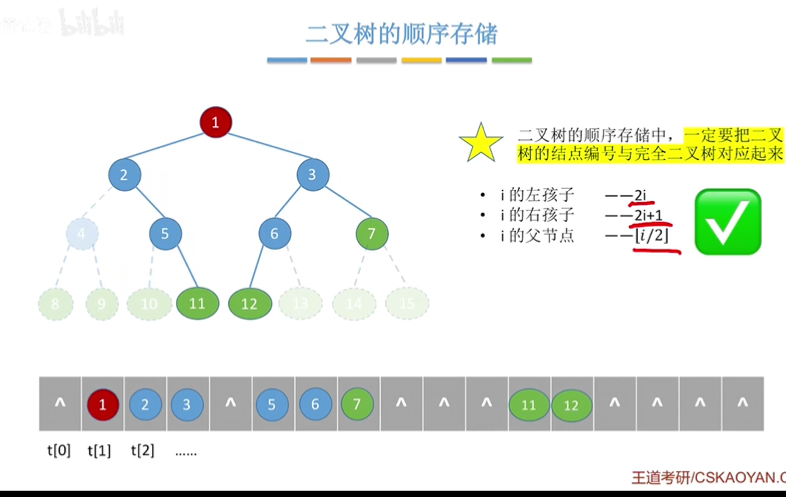 bilibili
二叉树的顺序存储
1
2
3
4
5
6
7
8
9
10
11
12
13
14
15
二叉树的顺序存储中，一定要把二叉
树的结点编号与完全二叉树对应起来
• i 的左孩子 ——2i
• i 的右孩子 ——2i+1
• i 的父节点 ——⌊i/2⌋
^ 1 2 3 ^ 5 6 7 ^ ^ ^ 11 12 ^ ^ ^ ^
t[0] t[1] t[2] ……
王道考研/CSKAOYAN.C